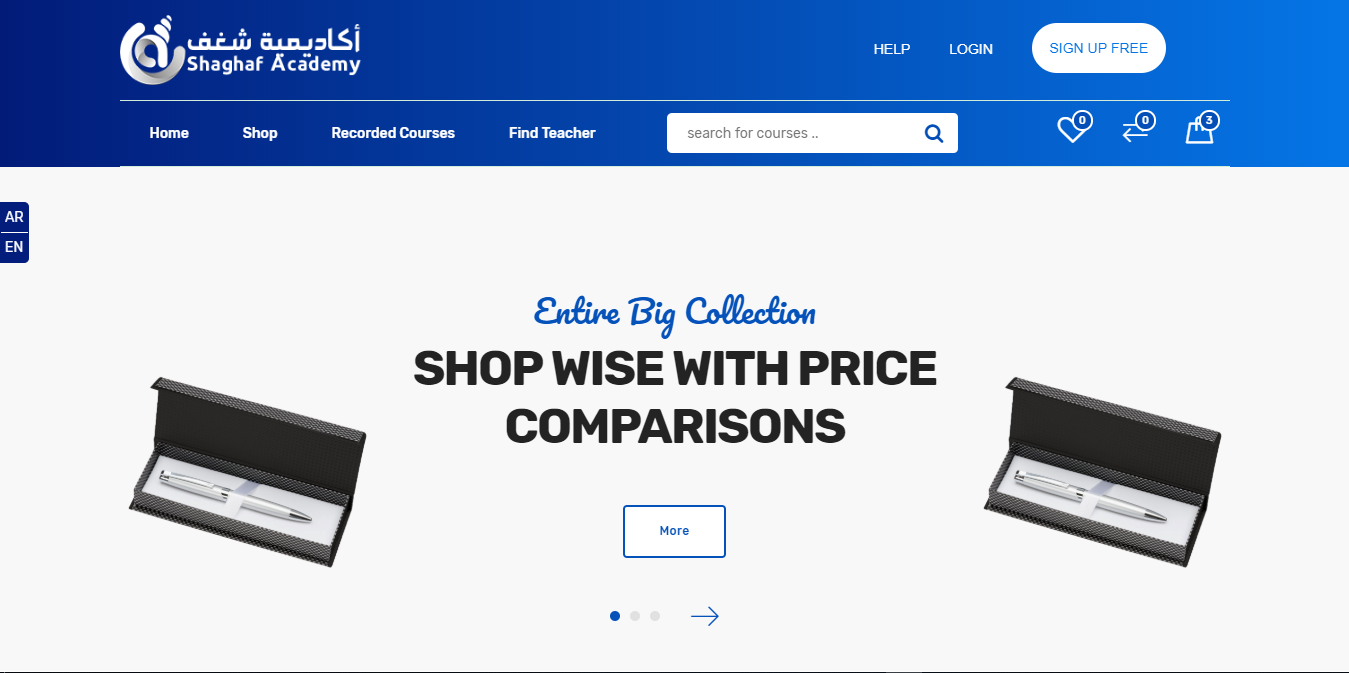 أكاديمية شغف
Shaghaf Academy
HELP
LOGIN
SIGN UP FREE
Home
Shop
Recorded Courses
Find Teacher
search for courses ..
0
0
3
AR
EN
Entire Big Collection
SHOP WISE WITH PRICE
COMPARISONS
More